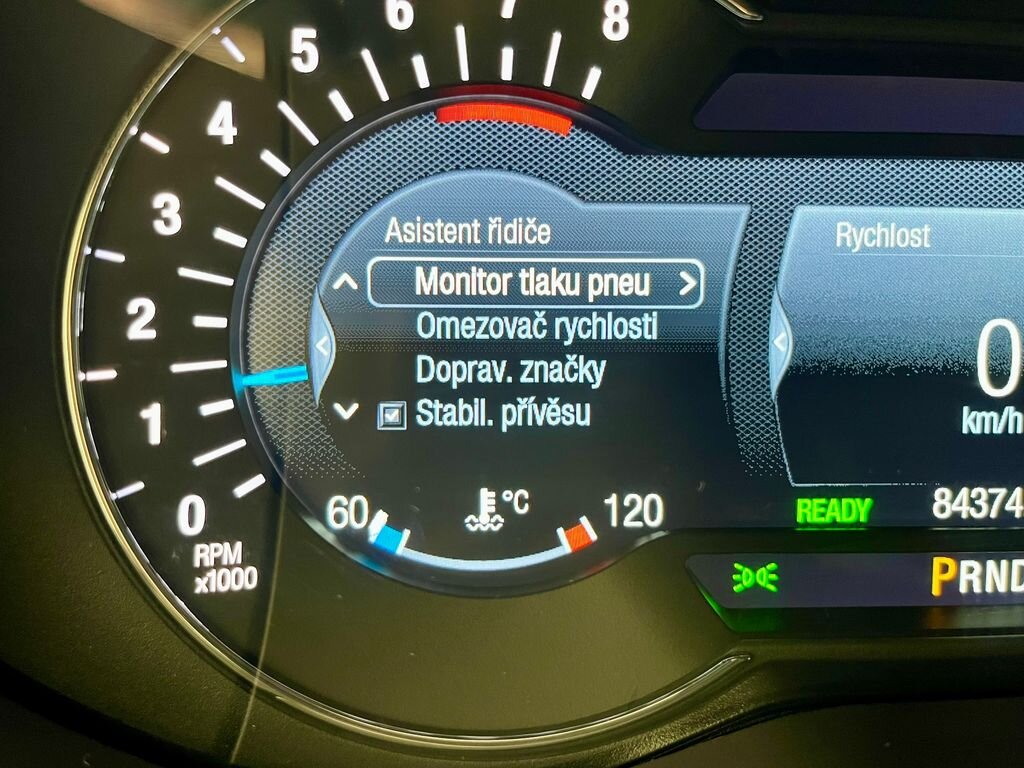 6
7
8
5
4
3
2
1
0
RPM
x1000
Asistent řidiče
Monitor tlaku pneu >
Omezovač rychlosti
Doprav. značky
Stabil. přívěsu
60
°C
120
Rychlost
0
km/h
READY
84374
PRND